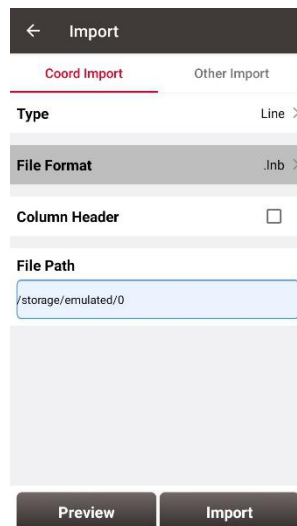 Import
Coord Import Other Import
Type Line
File Format .lnb
Column Header
File Path
/storage/emulated/0
Preview Import